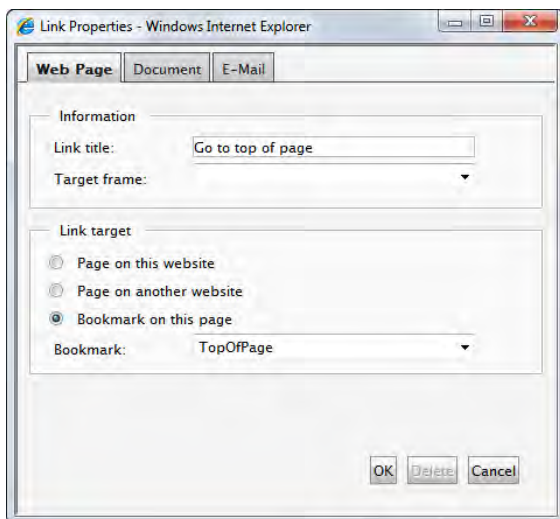 Link Properties - Windows Internet Explorer
Web Page Document E-Mail
Information
Link title: Go to top of page
Target frame:
Link target
Page on this website
Page on another website
Bookmark on this page
Bookmark: TopOfPage
OK Delete Cancel